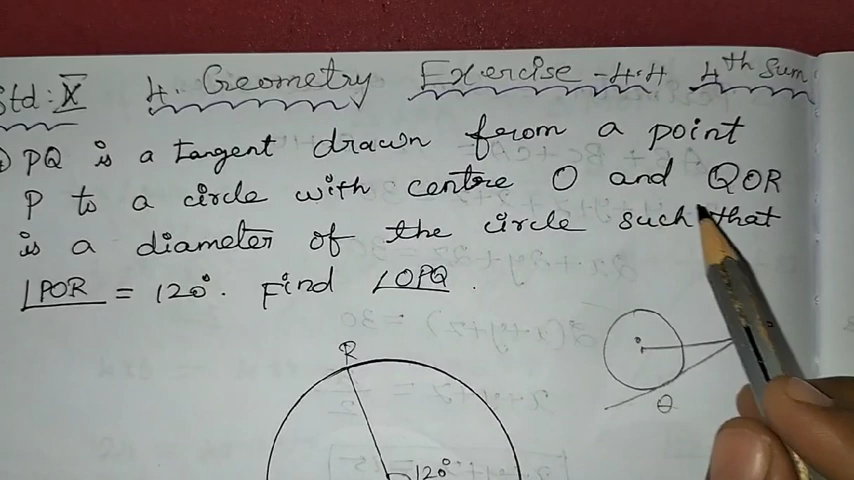 Std: X 4. Geometry Exercise - 4.4 4th Sum
PQ is a tangent drawn from a point
P to a circle with centre O and QOR
is a diameter of the circle such that
∠POR = 120°. Find ∠OPQ.
R
Q
120°